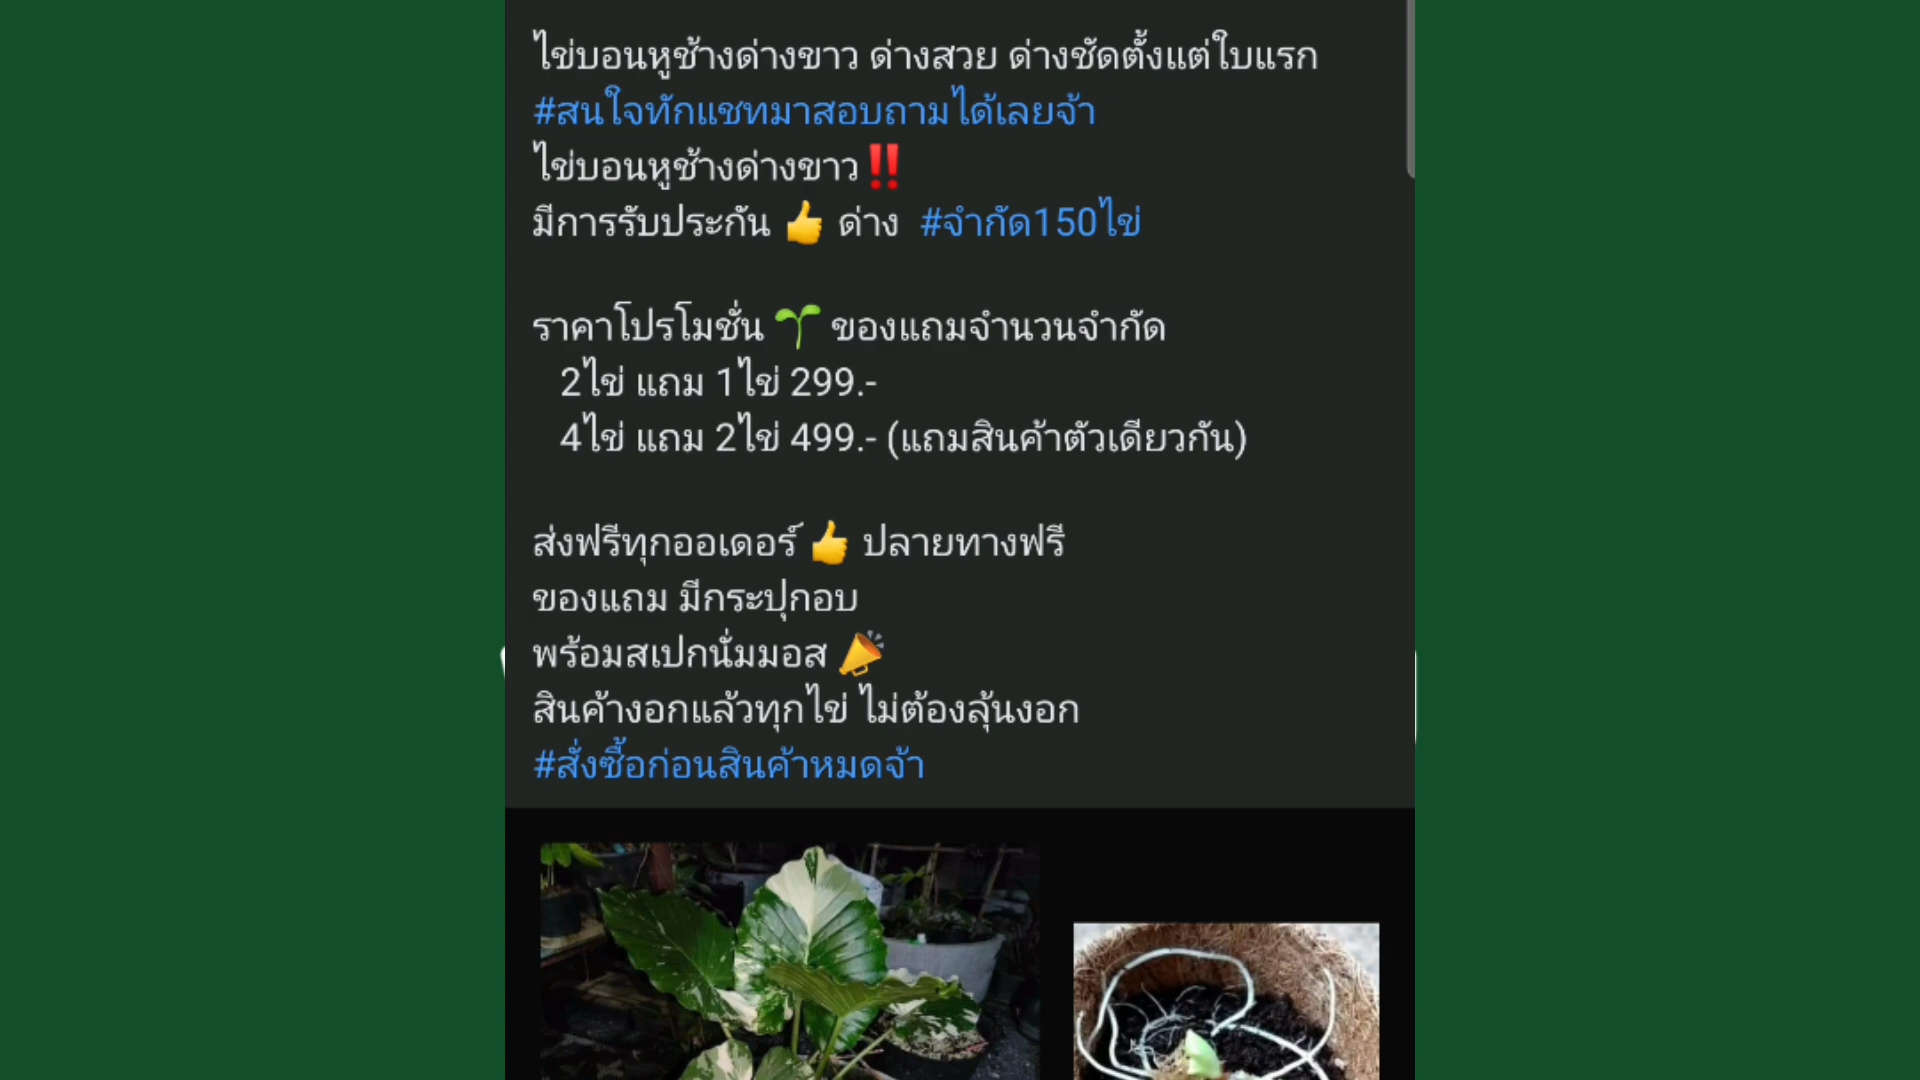 ไข่บอนหูช้างด่างขาว ด่างสวย ด่างชัดตั้งแต่ใบแรก
#สนใจทักแชทมาสอบถามได้เลยจ้า
ไข่บอนหูช้างด่างขาว‼️
มีการรับประกัน 👍 ด่าง #จำกัด150ไข่
ราคาโปรโมชั่น 🌱 ของแถมจำนวนจำกัด
2ไข่ แถม 1ไข่ 299.-
4ไข่ แถม 2ไข่ 499.- (แถมสินค้าตัวเดียวกัน)
ส่งฟรีทุกออเดอร์ 👍 ปลายทางฟรี
ของแถม มีกระปุกอบ
พร้อมสเปกนั่มมอส 📣
สินค้างอกแล้วทุกไข่ ไม่ต้องลุ้นงอก
#สั่งซื้อก่อนสินค้าหมดจ้า